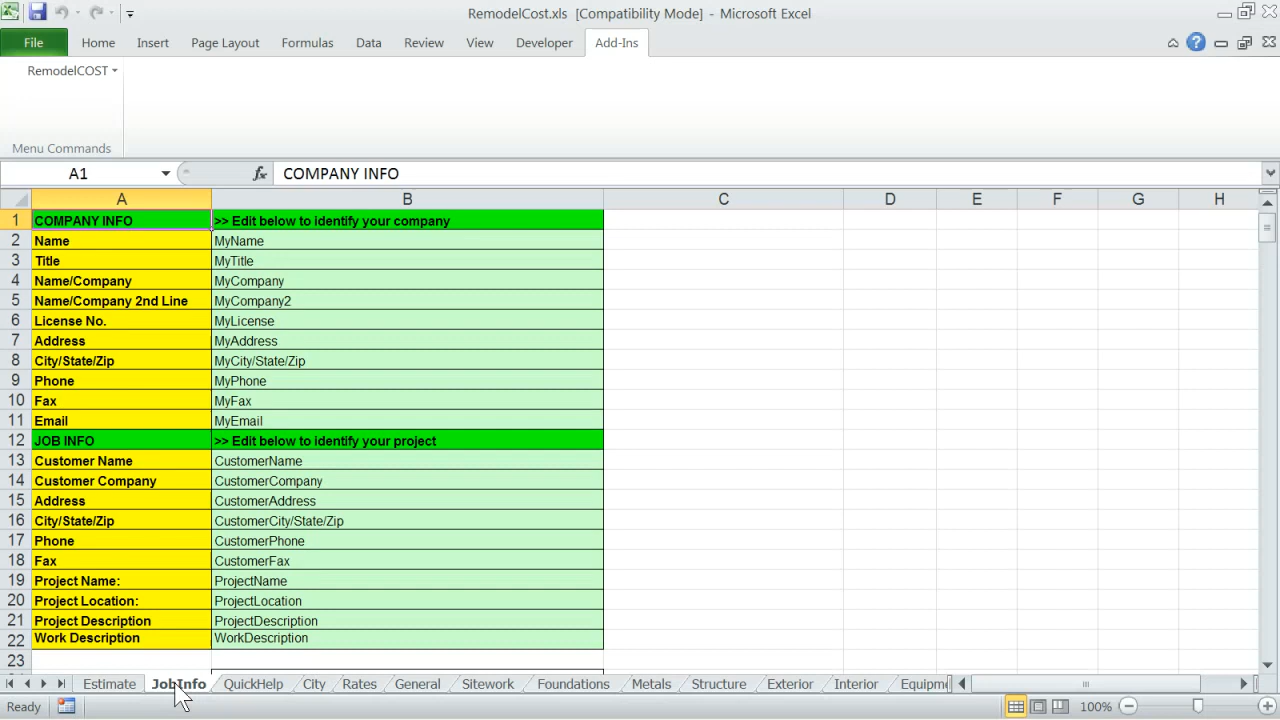 RemodelCost.xls [Compatibility Mode] - Microsoft Excel
File Home Insert Page Layout Formulas Data Review View Developer Add-Ins
RemodelCOST
Menu Commands
A1 fx COMPANY INFO
A B C D E F G H
1 COMPANY INFO >> Edit below to identify your company
2 Name MyName
3 Title MyTitle
4 Name/Company MyCompany
5 Name/Company 2nd Line MyCompany2
6 License No. MyLicense
7 Address MyAddress
8 City/State/Zip MyCity/State/Zip
9 Phone MyPhone
10 Fax MyFax
11 Email MyEmail
12 JOB INFO >> Edit below to identify your project
13 Customer Name CustomerName
14 Customer Company CustomerCompany
15 Address CustomerAddress
16 City/State/Zip CustomerCity/State/Zip
17 Phone CustomerPhone
18 Fax CustomerFax
19 Project Name: ProjectName
20 Project Location: ProjectLocation
21 Project Description ProjectDescription
22 Work Description WorkDescription
23
Estimate JobInfo QuickHelp City Rates General Sitework Foundations Metals Structure Exterior Interior Equipm
Ready 100%